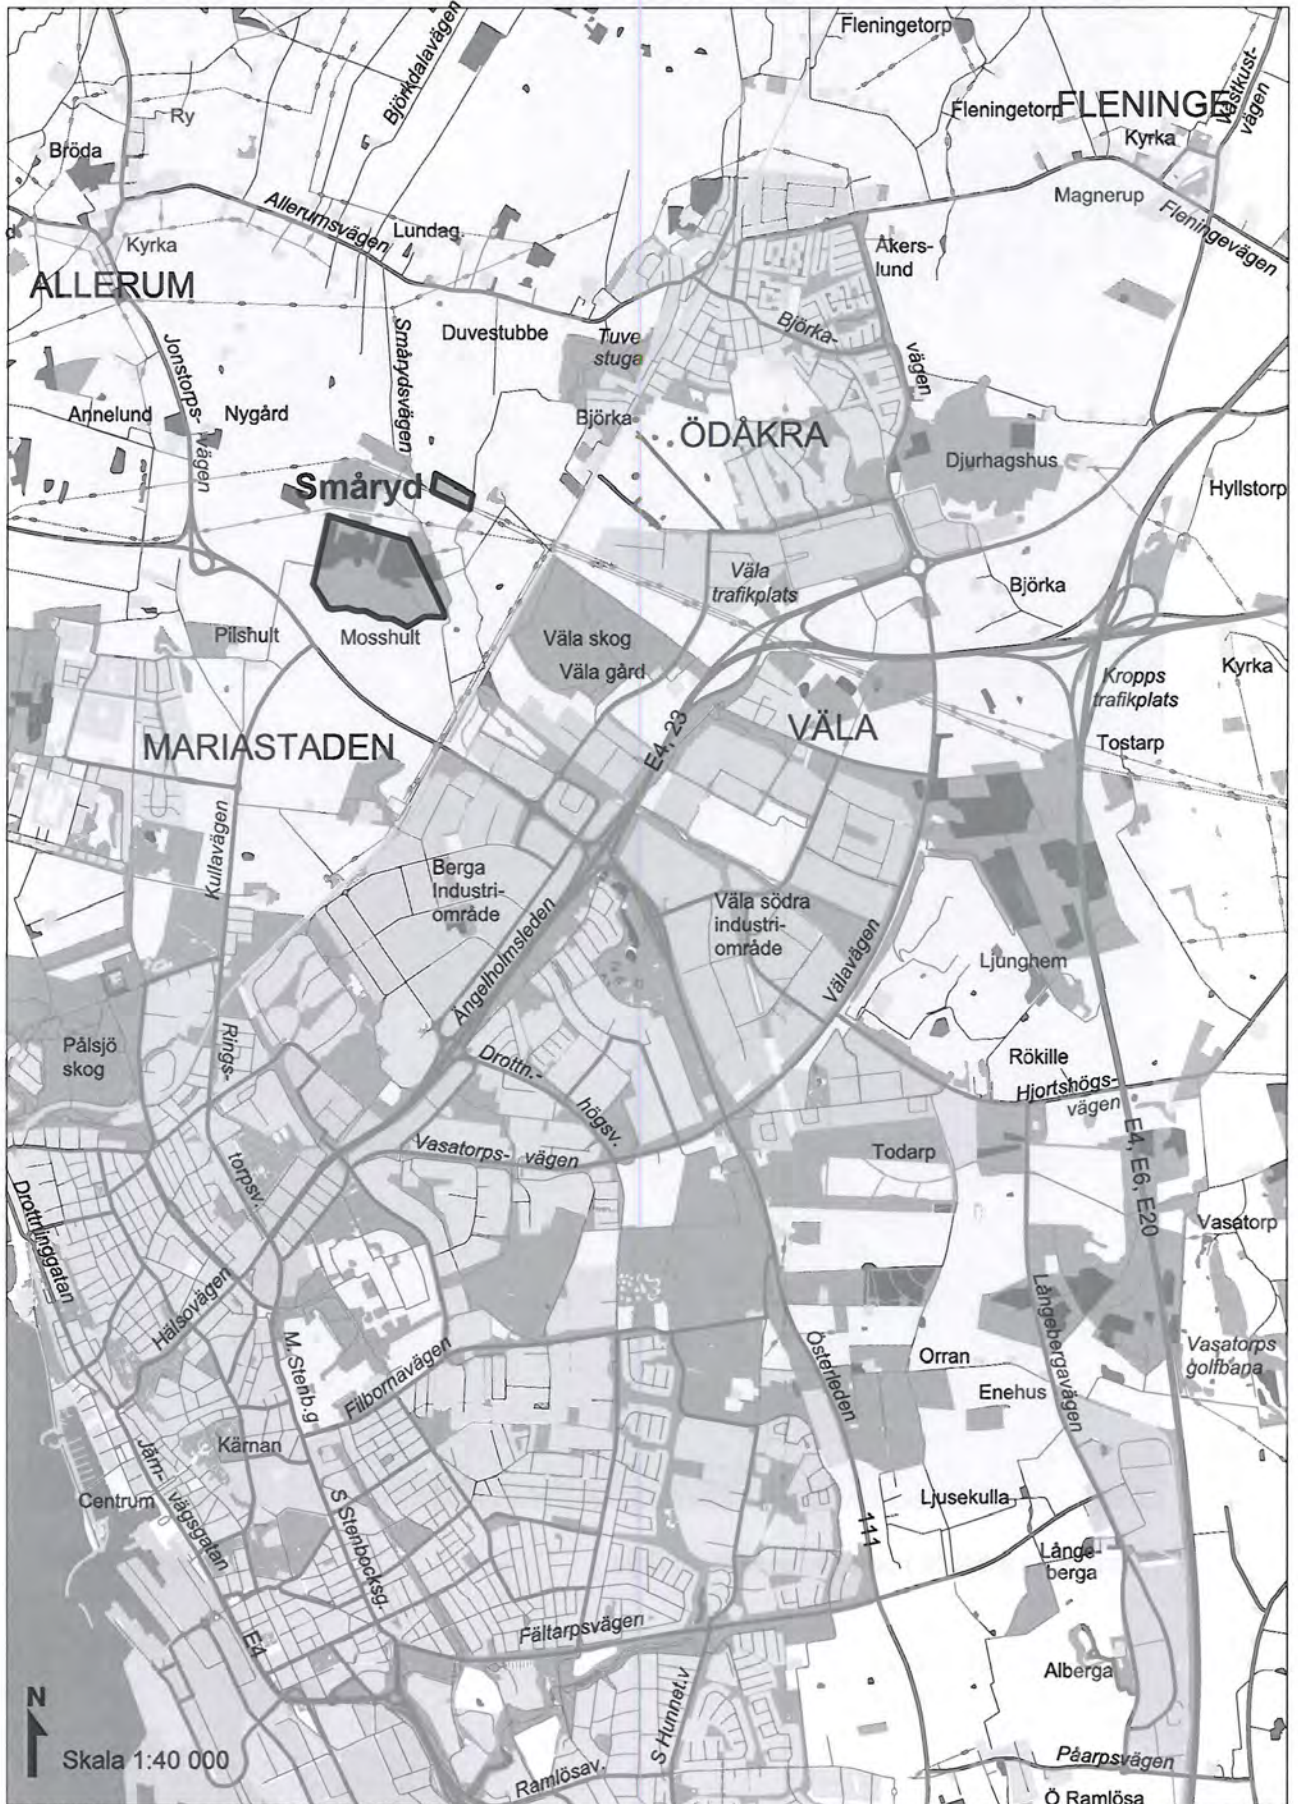 Fleningetorp
Björkdalavägen
Västkust-
vägen
Fleningetorp
FLENINGE
Kyrka
Ry
Bröda
Magnerup
Fleningevägen
Allerumsvägen
Lundag.
Kyrka
Åkers-
lund
ALLERUM
Duvestubbe
Tuve
stuga
Björka-
vägen
Smårydsvägen
Jonstorps-
vägen
Annelund
Nygård
Björka
ÖDÅKRA
Djurhagshus
Småryd
Hyllstorp
Väla
trafikplats
Björka
Pilshult
Mosshult
Väla skog
Väla gård
Kropps
trafikplats
Kyrka
MARIASTADEN
E4, 23
VÄLA
Tostarp
Kullavägen
Berga
Industri-
område
Väla södra
industri-
område
Ängelholmsleden
Välavägen
Ljunghem
Pålsjö
skog
Rings-
torpsv.
Drottn.-
högsv.
Rökille
Hjortshögs-
vägen
Vasatorps-
vägen
Todarp
E4, E6, E20
Drottninggatan
Vasatorp
Hälsovägen
M. Stenb.g
Filbornavägen
Österleden
Långebergavägen
Orran
Vasatorps
golfbana
Enehus
Kärnan
Järn-
vägsgatan
Centrum
S Stenbocksg.
Ljusekulla
111
Långe-
berga
Fältarpsvägen
E4
Alberga
N
S Hunnet.v
Skala 1:40 000
Påarpsvägen
Ramlösav.
Ö Ramlösa